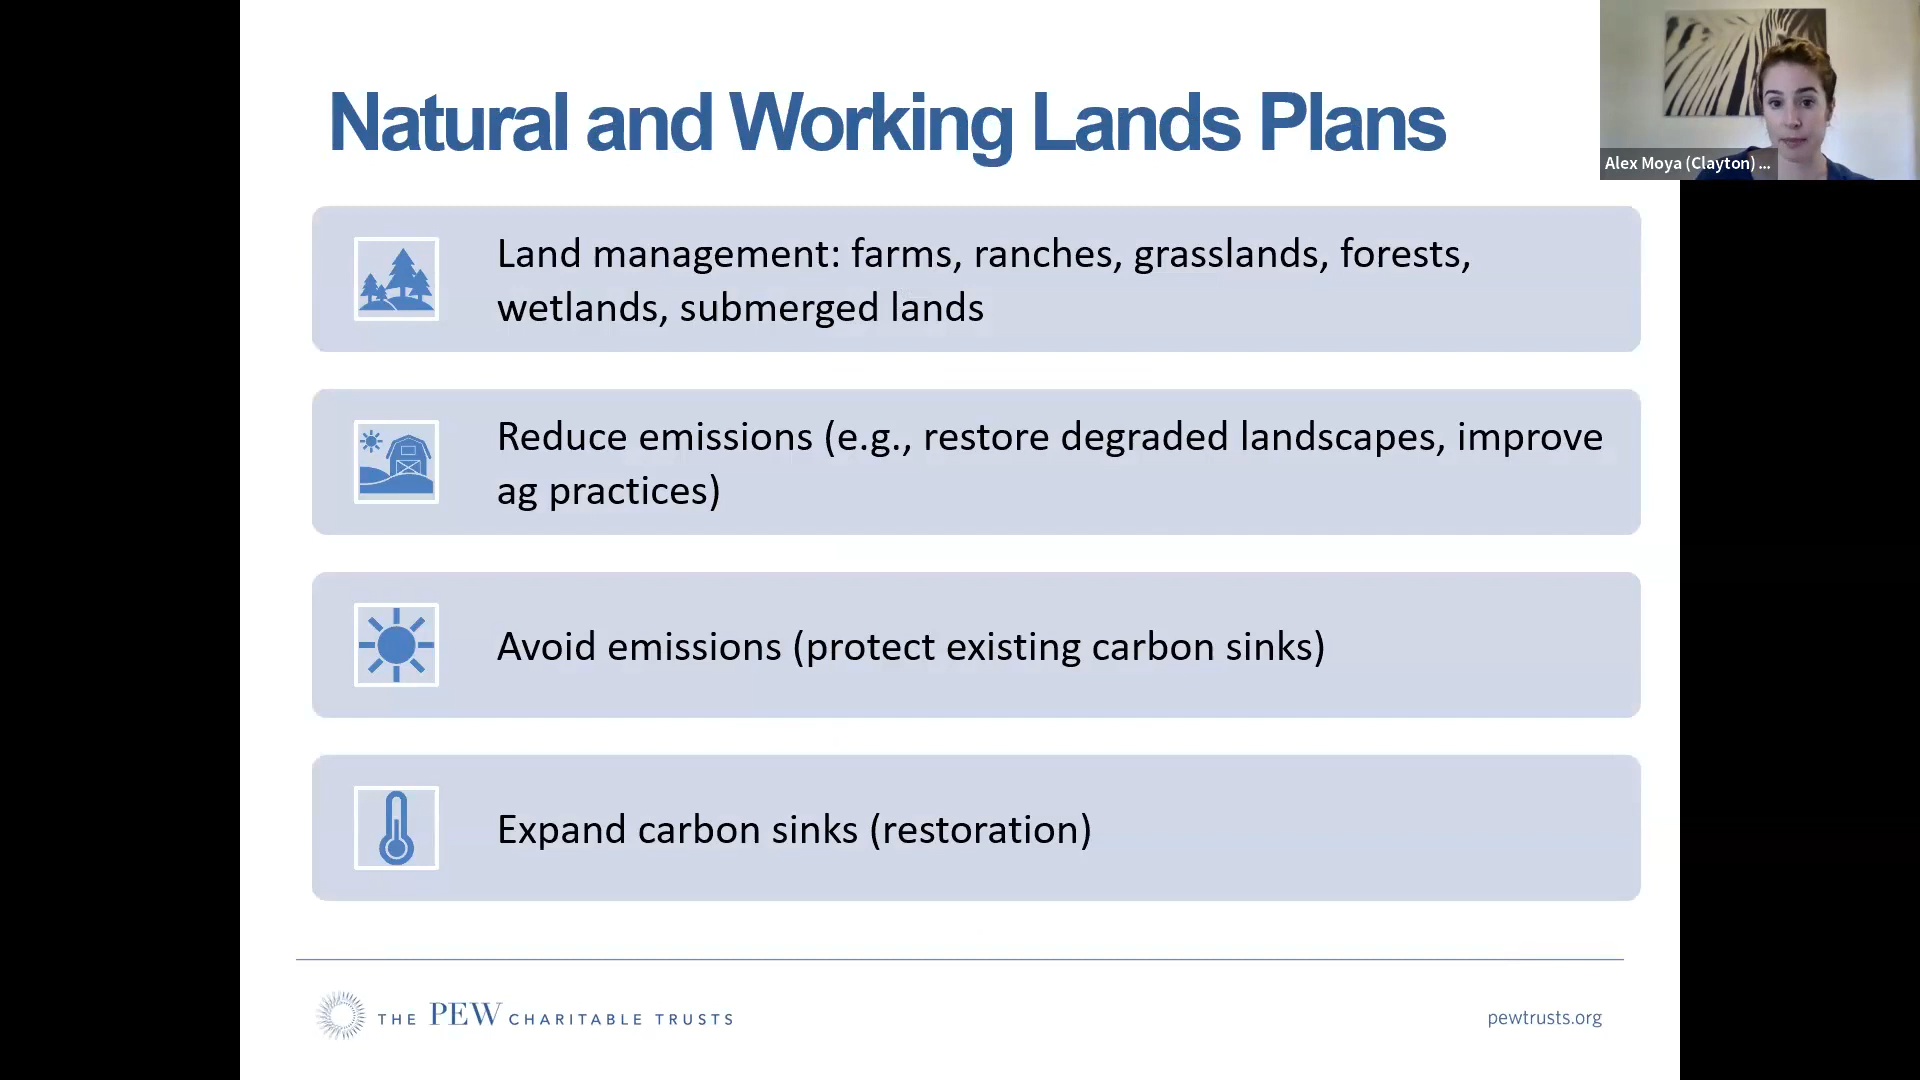 Natural and Working Lands Plans
Alex Moya (Clayton) ...
Land management: farms, ranches, grasslands, forests,
wetlands, submerged lands
Reduce emissions (e.g., restore degraded landscapes, improve
ag practices)
Avoid emissions (protect existing carbon sinks)
Expand carbon sinks (restoration)
THE PEW CHARITABLE TRUSTS
pewtrusts.org